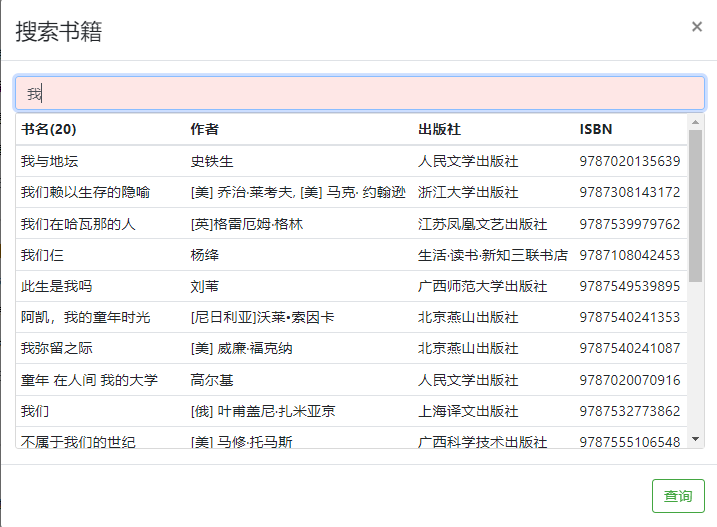 搜索书籍 ×
我
书名(20) 作者 出版社 ISBN
我与地坛 史铁生 人民文学出版社 9787020135639
我们赖以生存的隐喻 [美] 乔治·莱考夫, [美] 马克· 约翰逊 浙江大学出版社 9787308143172
我们在哈瓦那的人 [英]格雷厄姆·格林 江苏凤凰文艺出版社 9787539979762
我们仨 杨绛 生活·读书·新知三联书店 9787108042453
此生是我吗 刘苇 广西师范大学出版社 9787549539895
阿凯，我的童年时光 [尼日利亚]沃莱•索因卡 北京燕山出版社 9787540241353
我弥留之际 [美] 威廉·福克纳 北京燕山出版社 9787540241087
童年 在人间 我的大学 高尔基 人民文学出版社 9787020070916
我们 [俄] 叶甫盖尼·扎米亚京 上海译文出版社 9787532773862
不属于我们的世纪 [美] 马修·托马斯 广西科学技术出版社 9787555106548
查询